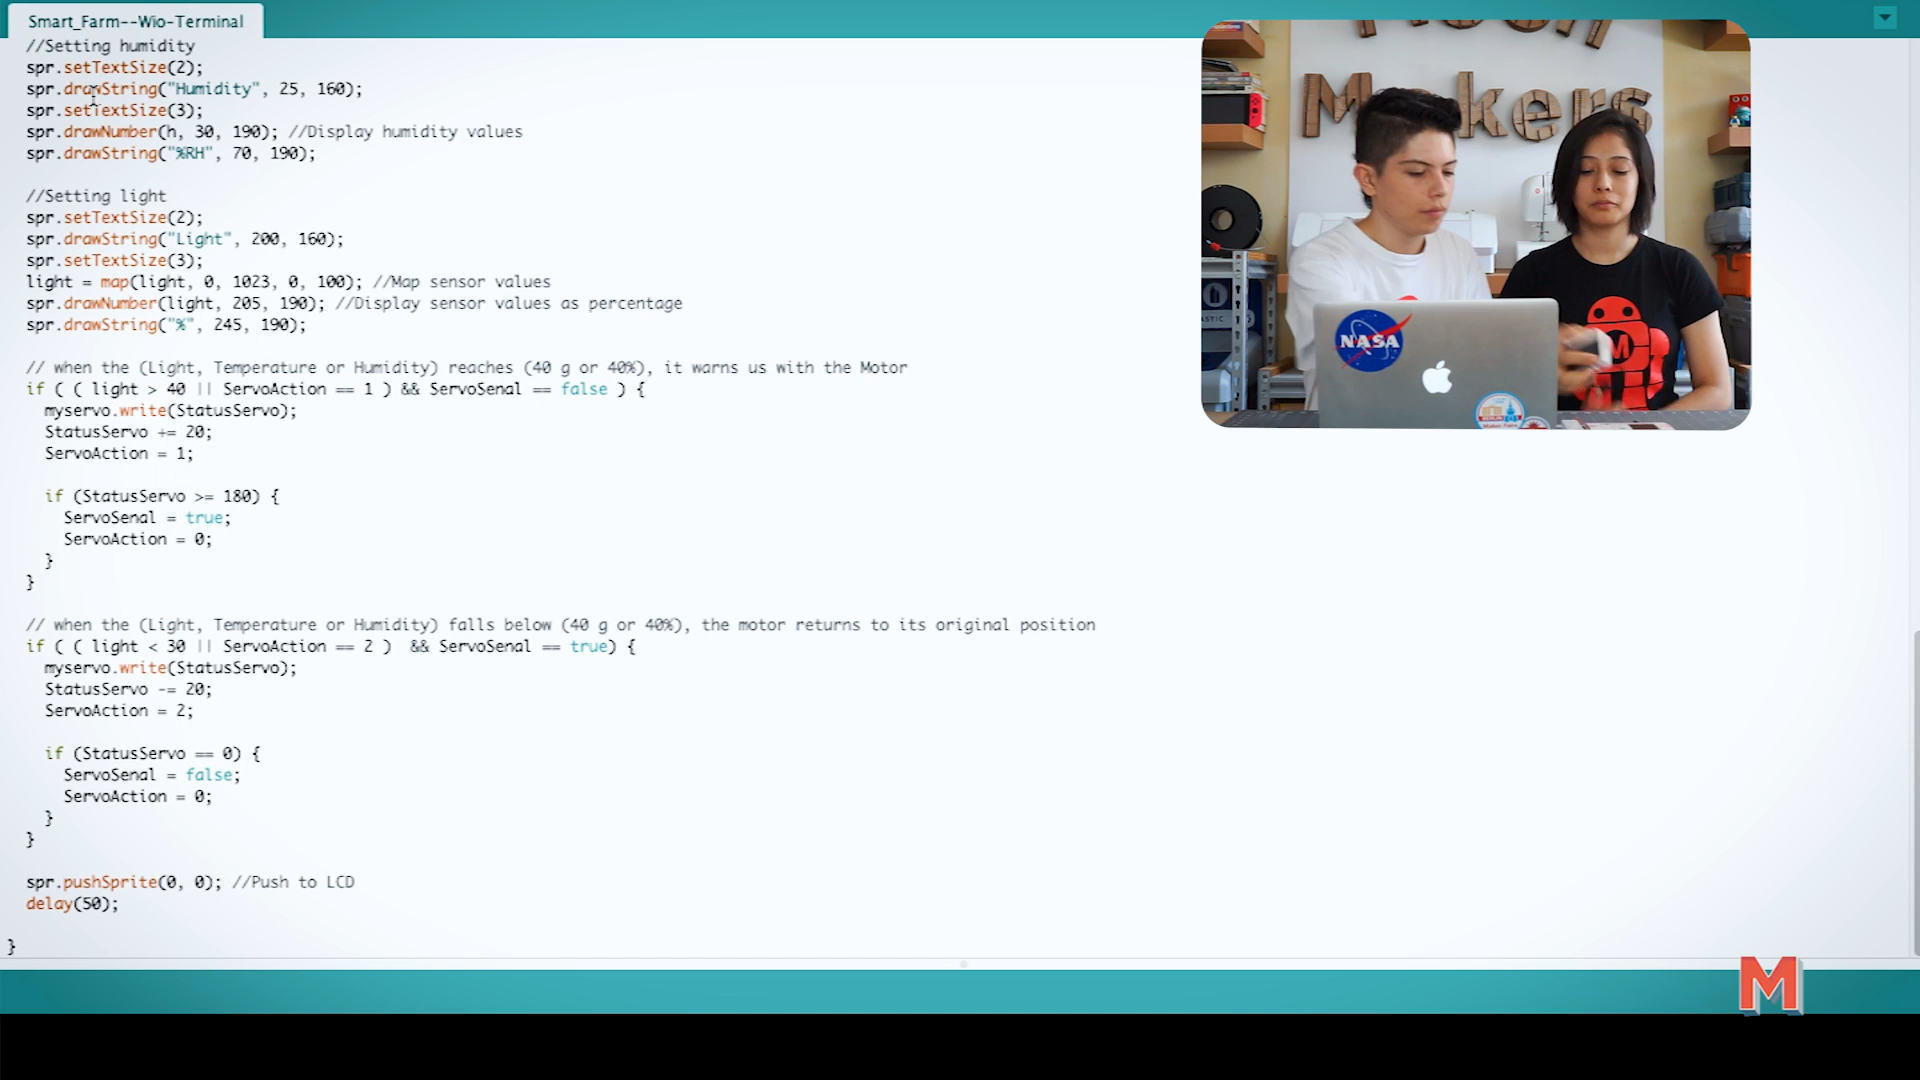 Smart_Farm--Wio-Terminal
//Setting humidity
spr.setTextSize(2);
spr.drawString("Humidity", 25, 160);
spr.setTextSize(3);
spr.drawNumber(h, 30, 190); //Display humidity values
spr.drawString("%RH", 70, 190);
//Setting light
spr.setTextSize(2);
spr.drawString("Light", 200, 160);
spr.setTextSize(3);
light = map(light, 0, 1023, 0, 100); //Map sensor values
spr.drawNumber(light, 205, 190); //Display sensor values as percentage
spr.drawString("%", 245, 190);
// when the (Light, Temperature or Humidity) reaches (40 g or 40%), it warns us with the Motor
if ( ( light > 40 || ServoAction == 1 ) && ServoSenal == false ) {
myservo.write(StatusServo);
StatusServo += 20;
ServoAction = 1;
if (StatusServo >= 180) {
ServoSenal = true;
ServoAction = 0;
}
}
// when the (Light, Temperature or Humidity) falls below (40 g or 40%), the motor returns to its original position
if ( ( light < 30 || ServoAction == 2 )  && ServoSenal == true) {
myservo.write(StatusServo);
StatusServo -= 20;
ServoAction = 2;
if (StatusServo == 0) {
ServoSenal = false;
ServoAction = 0;
}
}
spr.pushSprite(0, 0); //Push to LCD
delay(50);
}
Makers
NASA
M
M